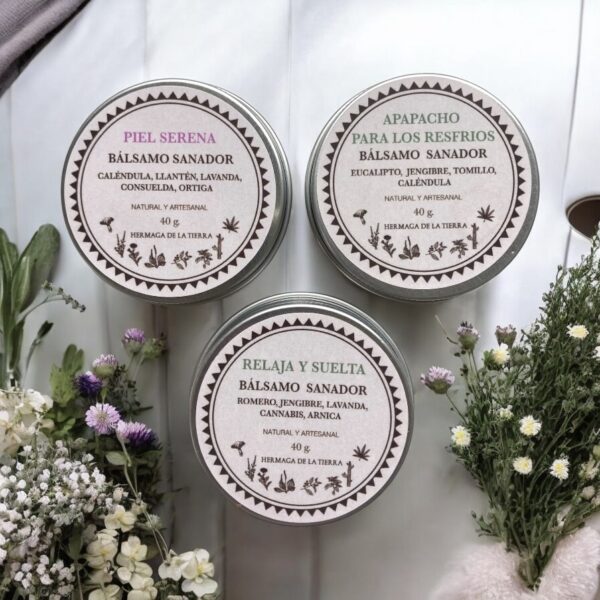 PIEL SERENA
BÁLSAMO SANADOR
CALÉNDULA, LLANTÉN, LAVANDA,
CONSUELDA, ORTIGA
NATURAL Y ARTESANAL
40 g.
HERMAGA DE LA TIERRA
APAPACHO
PARA LOS RESFRIOS
BÁLSAMO SANADOR
EUCALIPTO, JENGIBRE, TOMILLO,
CALÉNDULA
NATURAL Y ARTESANAL
40 g.
HERMAGA DE LA TIERRA
RELAJA Y SUELTA
BÁLSAMO SANADOR
ROMERO, JENGIBRE, LAVANDA,
CANNABIS, ARNICA
NATURAL Y ARTESANAL
40 g.
HERMAGA DE LA TIERRA